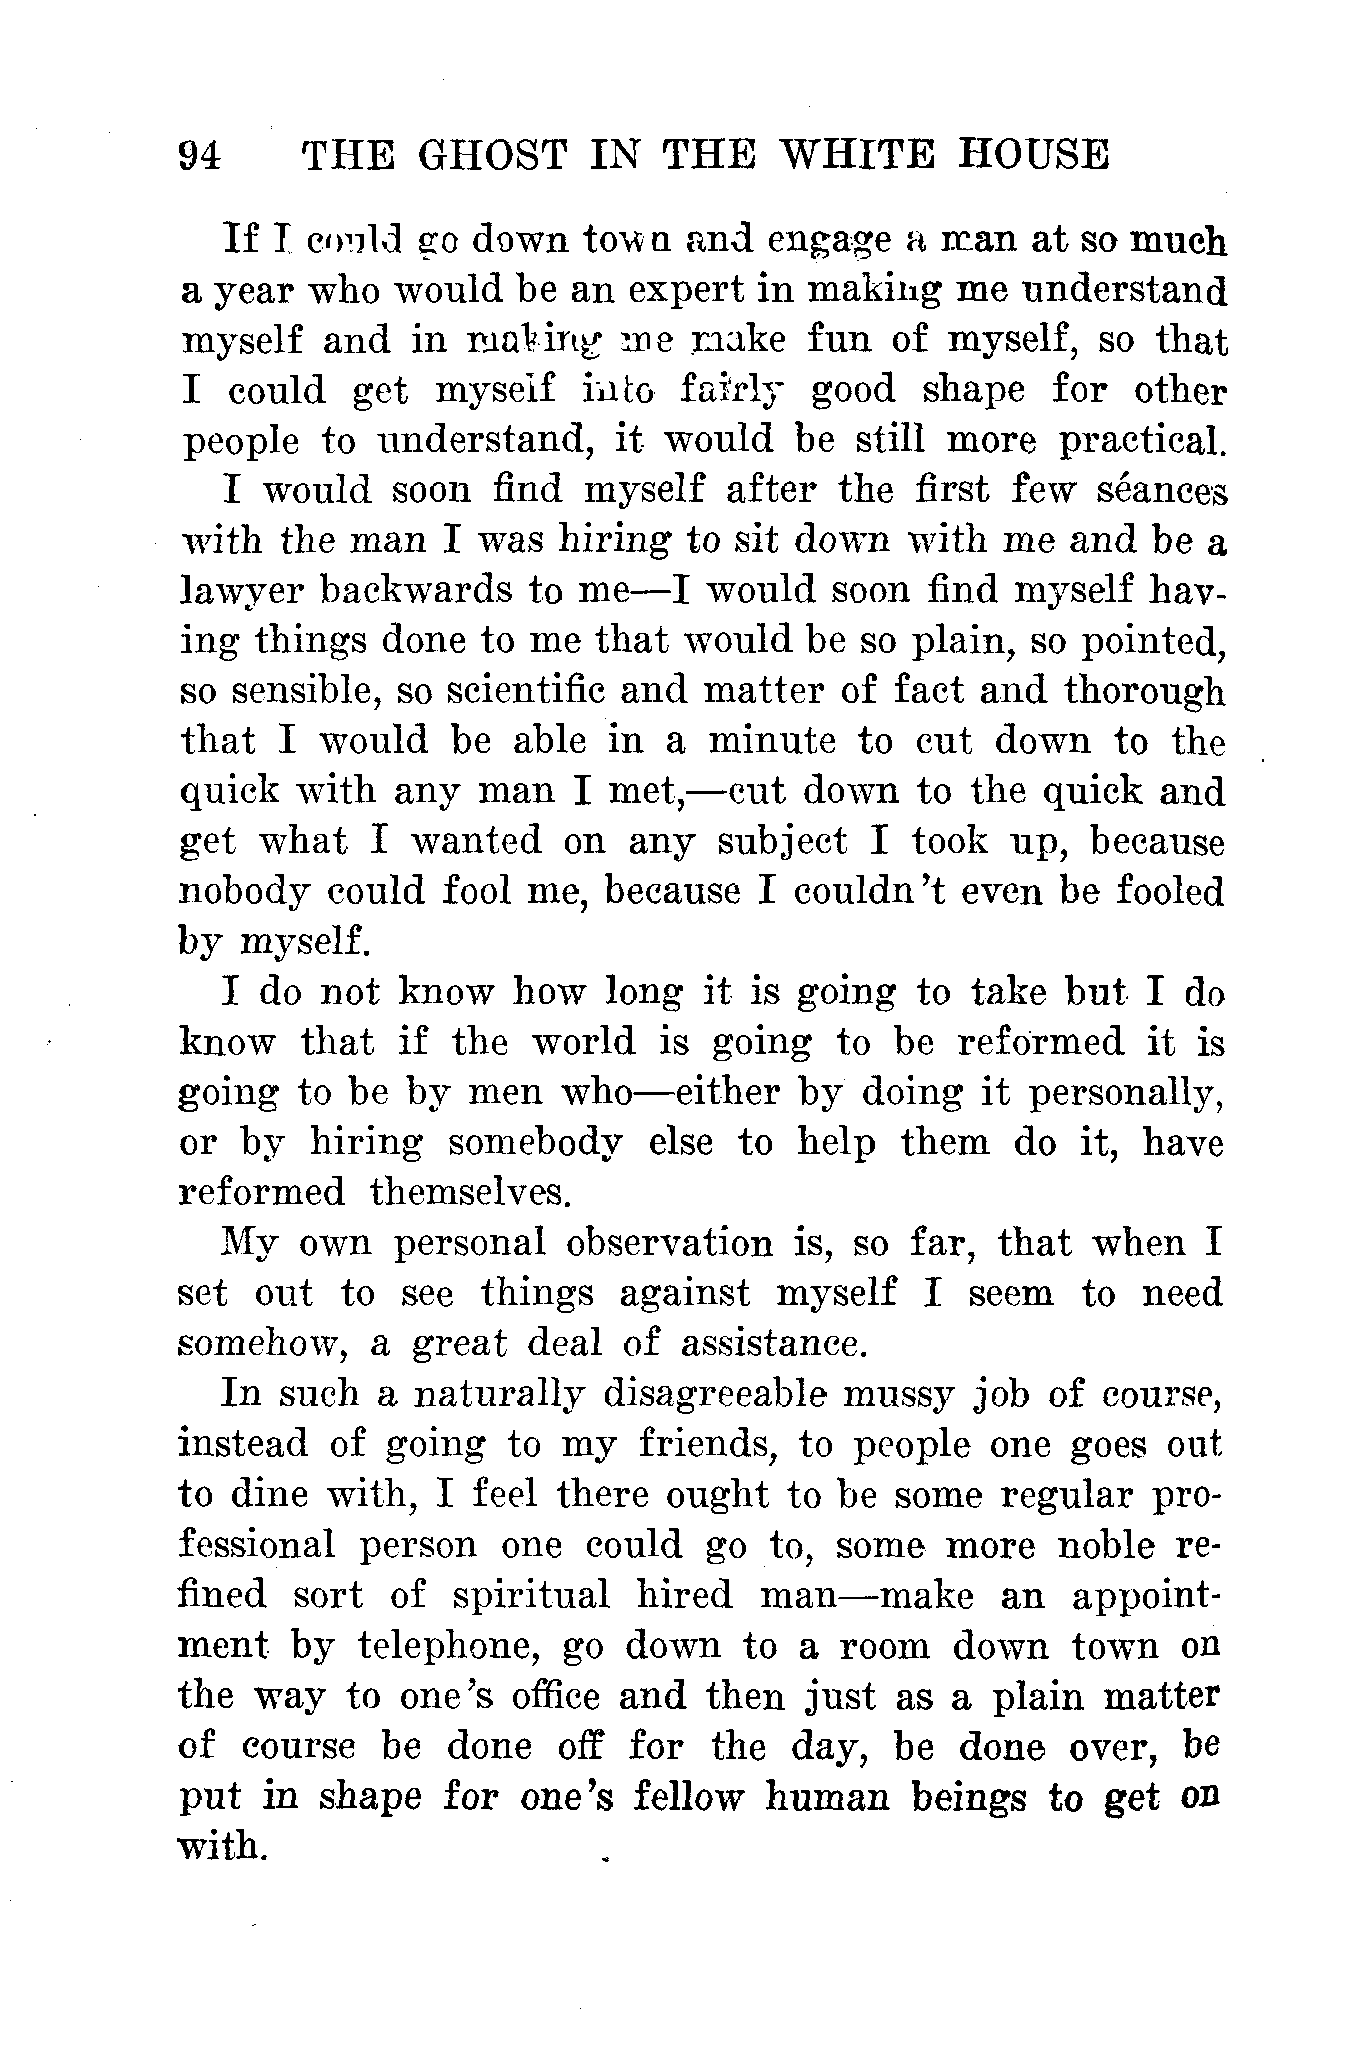 94 THE GHOST IN THE WHITE HOUSE
If I could go down town and engage a man at so much
a year who would be an expert in making me understand
myself and in making me make fun of myself, so that
I could get myself into fairly good shape for other
people to understand, it would be still more practical.
I would soon find myself after the first few séances
with the man I was hiring to sit down with me and be a
lawyer backwards to me—I would soon find myself hav-
ing things done to me that would be so plain, so pointed,
so sensible, so scientific and matter of fact and thorough
that I would be able in a minute to cut down to the
quick with any man I met,—cut down to the quick and
get what I wanted on any subject I took up, because
nobody could fool me, because I couldn't even be fooled
by myself.
I do not know how long it is going to take but I do
know that if the world is going to be reformed it is
going to be by men who—either by doing it personally,
or by hiring somebody else to help them do it, have
reformed themselves.
My own personal observation is, so far, that when I
set out to see things against myself I seem to need
somehow, a great deal of assistance.
In such a naturally disagreeable mussy job of course,
instead of going to my friends, to people one goes out
to dine with, I feel there ought to be some regular pro-
fessional person one could go to, some more noble re-
fined sort of spiritual hired man—make an appoint-
ment by telephone, go down to a room down town on
the way to one's office and then just as a plain matter
of course be done off for the day, be done over, be
put in shape for one's fellow human beings to get on
with.